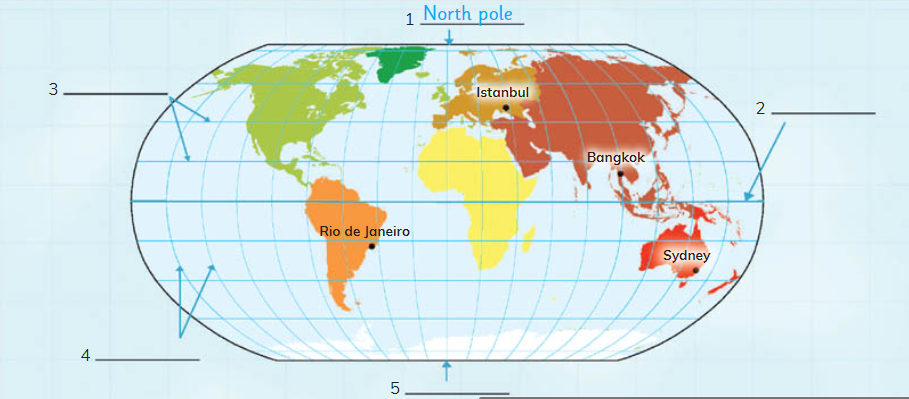 1 North pole
3
2
Istanbul
Bangkok
Rio de Janeiro
Sydney
4
5